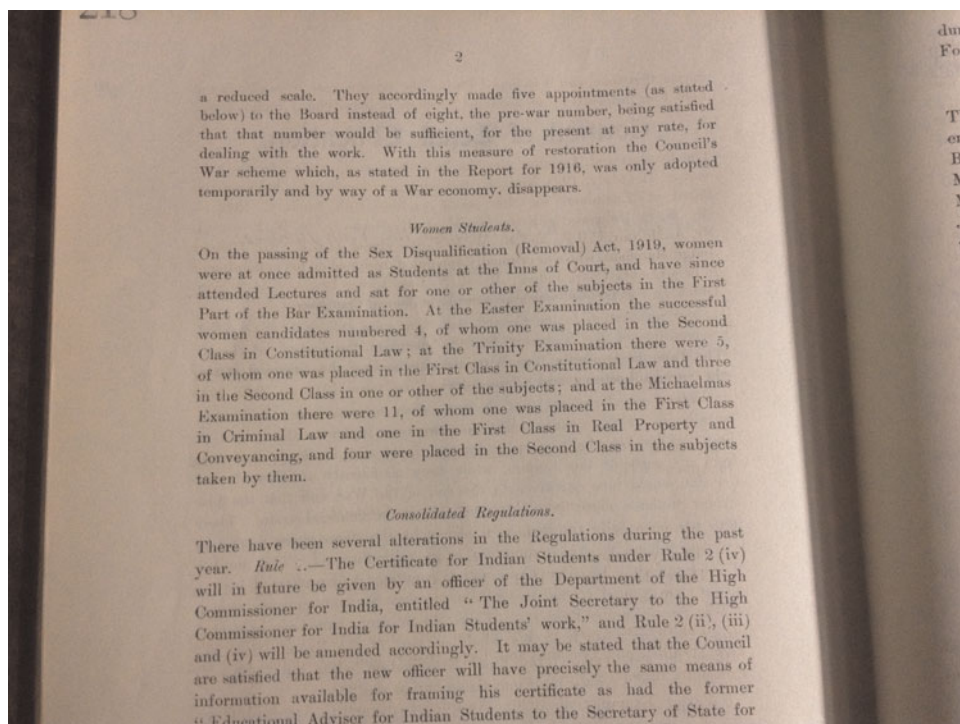 218
2
a reduced scale. They accordingly made five appointments (as stated
below) to the Board instead of eight, the pre-war number, being satisfied
that that number would be sufficient, for the present at any rate, for
dealing with the work. With this measure of restoration the Council's
War scheme which, as stated in the Report for 1916, was only adopted
temporarily and by way of a War economy, disappears.
Women Students.
On the passing of the Sex Disqualification (Removal) Act, 1919, women
were at once admitted as Students at the Inns of Court, and have since
attended Lectures and sat for one or other of the subjects in the First
Part of the Bar Examination. At the Easter Examination the successful
women candidates numbered 4, of whom one was placed in the Second
Class in Constitutional Law; at the Trinity Examination there were 5,
of whom one was placed in the First Class in Constitutional Law and three
in the Second Class in one or other of the subjects; and at the Michaelmas
Examination there were 11, of whom one was placed in the First Class
in Criminal Law and one in the First Class in Real Property and
Conveyancing, and four were placed in the Second Class in the subjects
taken by them.
Consolidated Regulations.
There have been several alterations in the Regulations during the past
year. Rule —The Certificate for Indian Students under Rule 2 (iv)
will in future be given by an officer of the Department of the High
Commissioner for India, entitled “The Joint Secretary to the High
Commissioner for India for Indian Students' work,” and Rule 2 (ii), (iii)
and (iv) will be amended accordingly. It may be stated that the Council
are satisfied that the new officer will have precisely the same means of
information available for framing his certificate as had the former
“Educational Adviser for Indian Students to the Secretary of State for